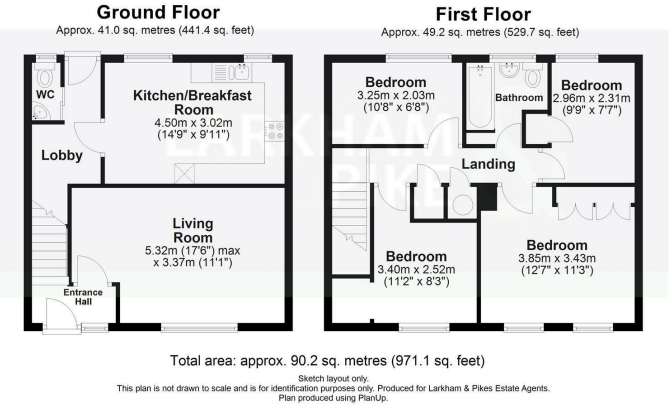 Ground Floor
Approx. 41.0 sq. metres (441.4 sq. feet)
WC
Kitchen/Breakfast
Room
4.50m x 3.02m
(14'9" x 9'11")
Lobby
Living
Room
5.32m (17'6") max
x 3.37m (11'1")
Entrance
Hall
First Floor
Approx. 49.2 sq. metres (529.7 sq. feet)
Bedroom
3.25m x 2.03m
(10'8" x 6'8")
Bathroom
Bedroom
2.96m x 2.31m
(9'9" x 7'7")
Landing
Bedroom
3.40m x 2.52m
(11'2" x 8'3")
Bedroom
3.85m x 3.43m
(12'7" x 11'3")
LARKHAM
PIKE
Total area: approx. 90.2 sq. metres (971.1 sq. feet)
Sketch layout only.
This plan is not drawn to scale and is for identification purposes only. Produced for Larkham & Pikes Estate Agents.
Plan produced using PlanUp.